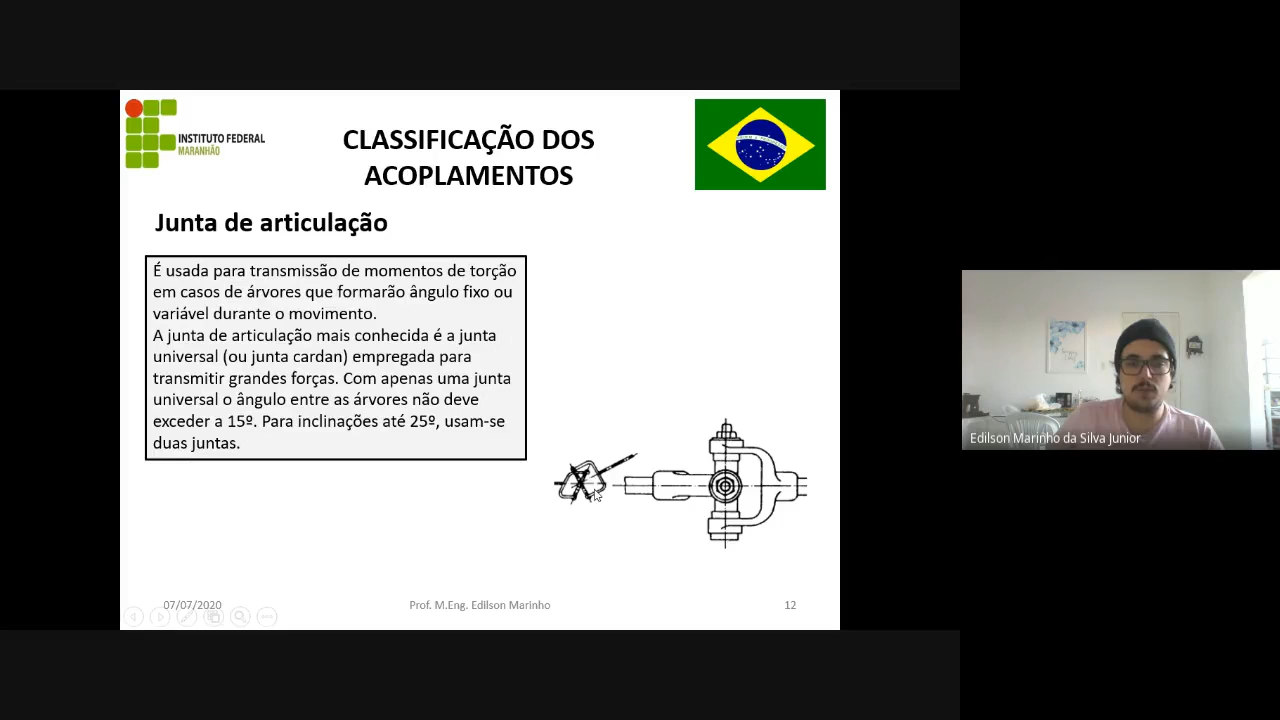 INSTITUTO FEDERAL
MARANHÃO
CLASSIFICAÇÃO DOS
ACOPLAMENTOS
Junta de articulação
É usada para transmissão de momentos de torção
em casos de árvores que formarão ângulo fixo ou
variável durante o movimento.
A junta de articulação mais conhecida é a junta
universal (ou junta cardan) empregada para
transmitir grandes forças. Com apenas uma junta
universal o ângulo entre as árvores não deve
exceder a 15º. Para inclinações até 25º, usam-se
duas juntas.
07/07/2020
Prof. M.Eng. Edilson Marinho
12
Edilson Marinho da Silva Junior